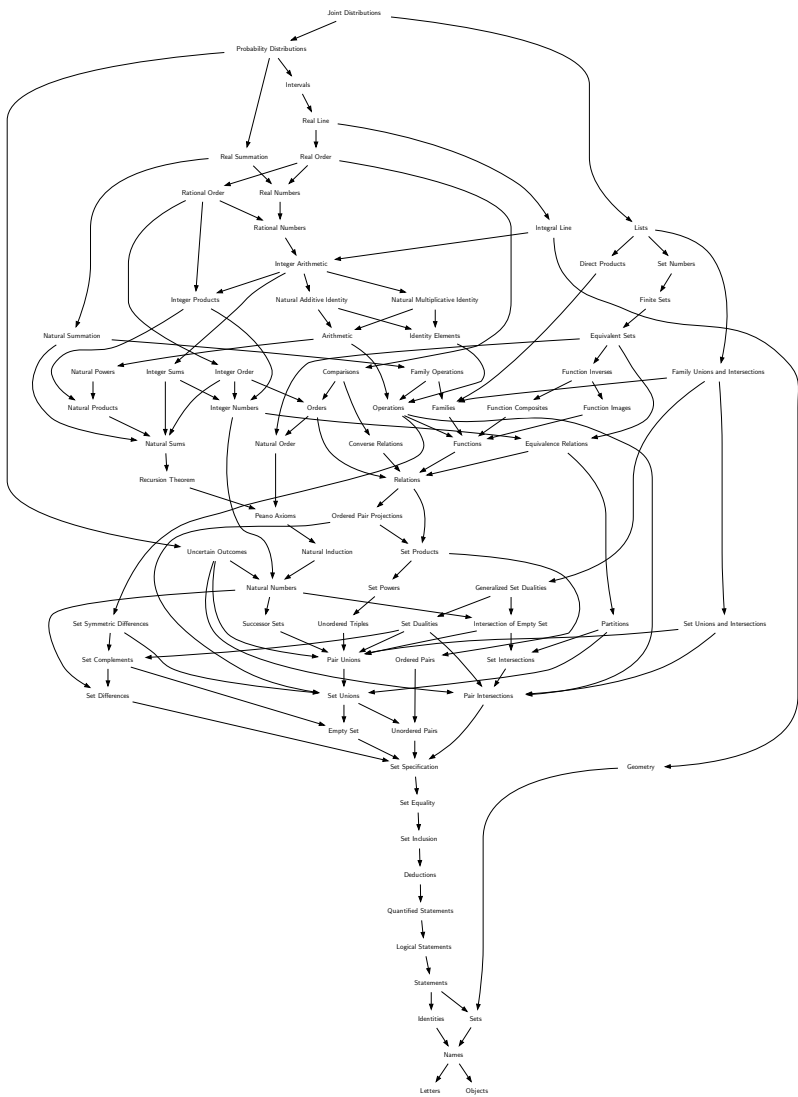 Joint Distributions
Probability Distributions
Intervals
Real Line
Real Summation
Real Order
Rational Order
Real Numbers
Rational Numbers
Integral Line
Lists
Integer Arithmetic
Direct Products
Set Numbers
Integer Products
Natural Additive Identity
Natural Multiplicative Identity
Finite Sets
Natural Summation
Arithmetic
Identity Elements
Equivalent Sets
Natural Powers
Integer Sums
Integer Order
Comparisons
Family Operations
Function Inverses
Family Unions and Intersections
Natural Products
Integer Numbers
Orders
Operations
Families
Function Composites
Function Images
Natural Sums
Natural Order
Converse Relations
Functions
Equivalence Relations
Recursion Theorem
Relations
Peano Axioms
Ordered Pair Projections
Uncertain Outcomes
Natural Induction
Set Products
Natural Numbers
Set Powers
Generalized Set Dualities
Set Symmetric Differences
Successor Sets
Unordered Triples
Set Dualities
Intersection of Empty Set
Partitions
Set Unions and Intersections
Set Complements
Pair Unions
Ordered Pairs
Set Intersections
Set Differences
Set Unions
Pair Intersections
Empty Set
Unordered Pairs
Set Specification
Geometry
Set Equality
Set Inclusion
Deductions
Quantified Statements
Logical Statements
Statements
Identities
Sets
Names
Letters
Objects